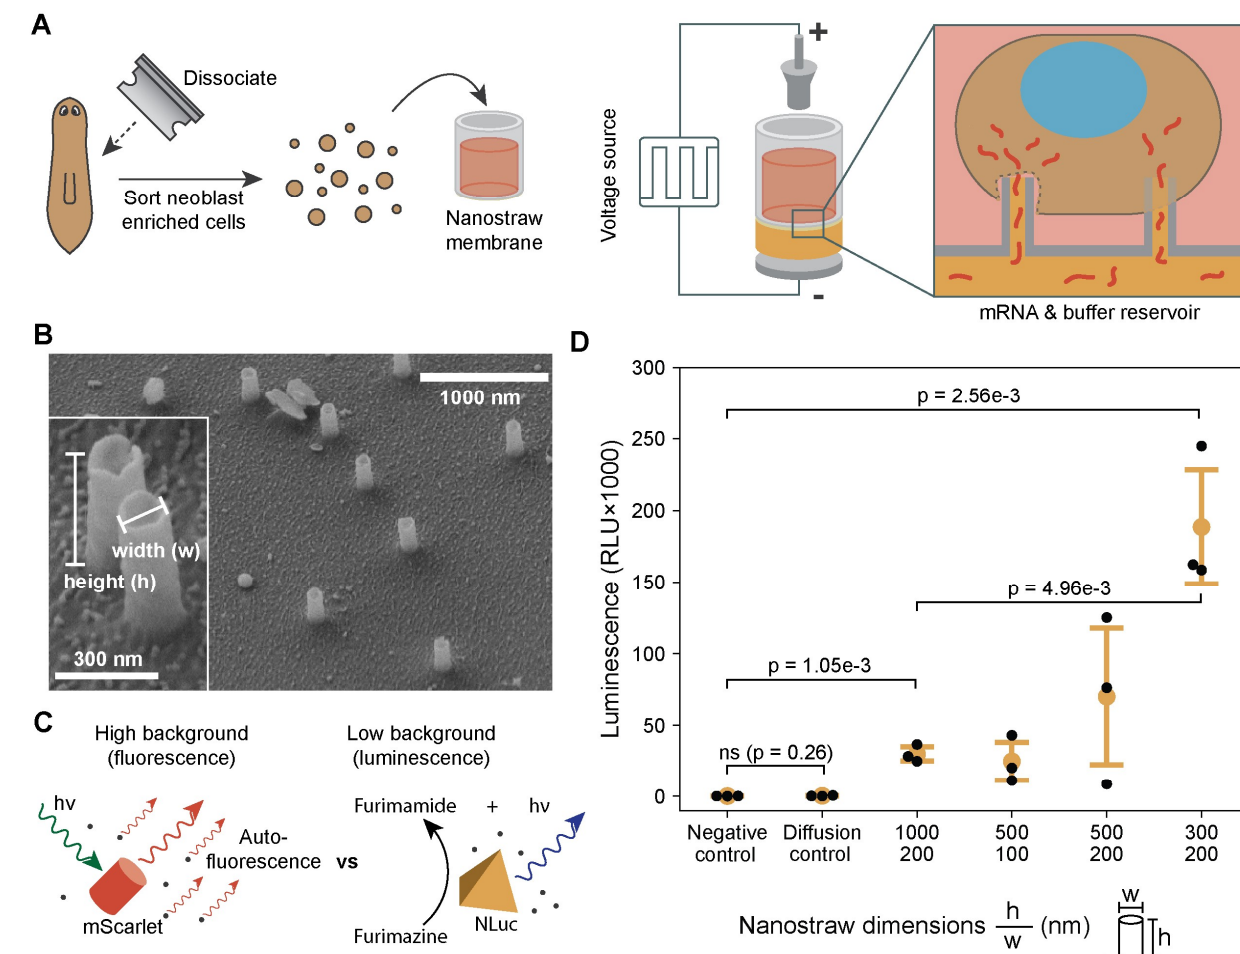 A
Dissociate
Sort neoblast
enriched cells
Nanostraw
membrane
Voltage source
+
-
mRNA & buffer reservoir
B
1000 nm
width (w)
height (h)
300 nm
C
High background
(fluorescence)
Low background
(luminescence)
hν
Auto-
fluorescence
mScarlet
vs
Furimamide + hν
NLuc
Furimazine
D
Luminescence (RLU×1000)
300
250
200
150
100
50
0
p = 2.56e-3
p = 4.96e-3
p = 1.05e-3
ns (p = 0.26)
Negative
control
Diffusion
control
1000
200
500
100
500
200
300
200
Nanostraw dimensions h/w (nm)
w
h